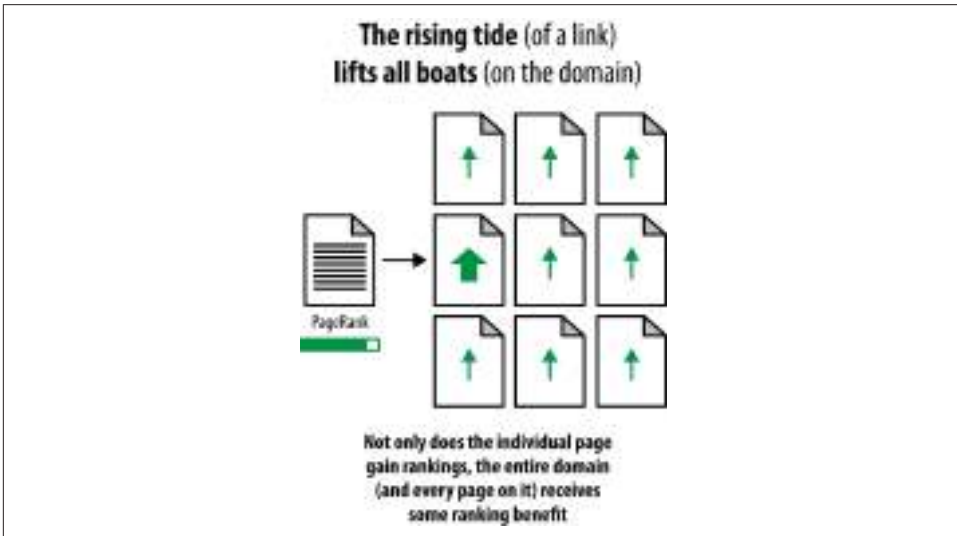 The rising tide (of a link)
lifts all boats (on the domain)
PageRank
Not only does the individual page
gain rankings, the entire domain
(and every page on it) receives
some ranking benefit